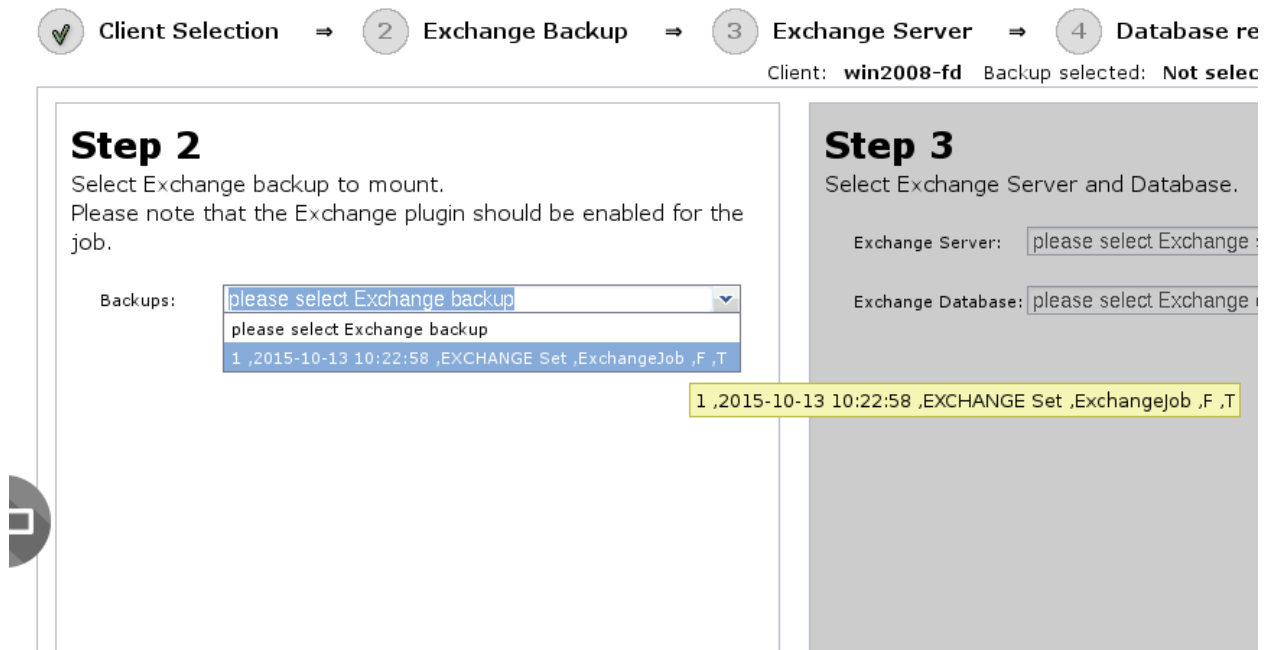 Client Selection ⇒ 2 Exchange Backup ⇒ 3 Exchange Server ⇒ 4 Database re
Client: win2008-fd Backup selected: Not selec
Step 2
Select Exchange backup to mount.
Please note that the Exchange plugin should be enabled for the
job.
Backups: please select Exchange backup
please select Exchange backup
1 ,2015-10-13 10:22:58 ,EXCHANGE Set ,ExchangeJob ,F ,T
1 ,2015-10-13 10:22:58 ,EXCHANGE Set ,ExchangeJob ,F ,T
Step 3
Select Exchange Server and Database.
Exchange Server: please select Exchange
Exchange Database: please select Exchange